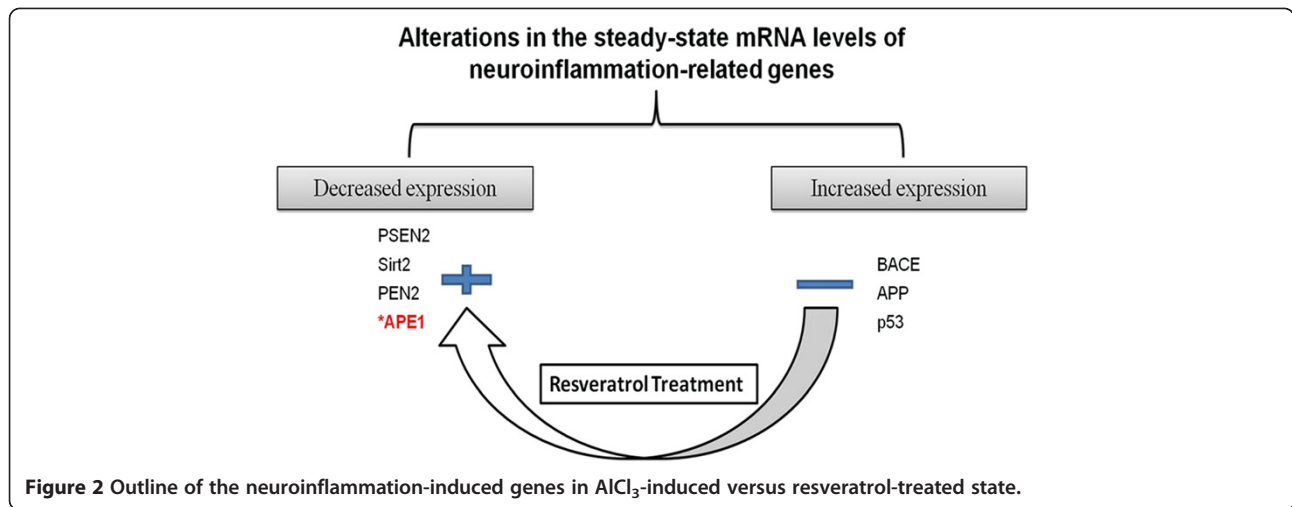 Alterations in the steady-state mRNA levels of
neuroinflammation-related genes
Decreased expression
Increased expression
PSEN2
Sirt2
PEN2
*APE1
BACE
APP
p53
Resveratrol Treatment
Figure 2 Outline of the neuroinflammation-induced genes in AlCl₃-induced versus resveratrol-treated state.